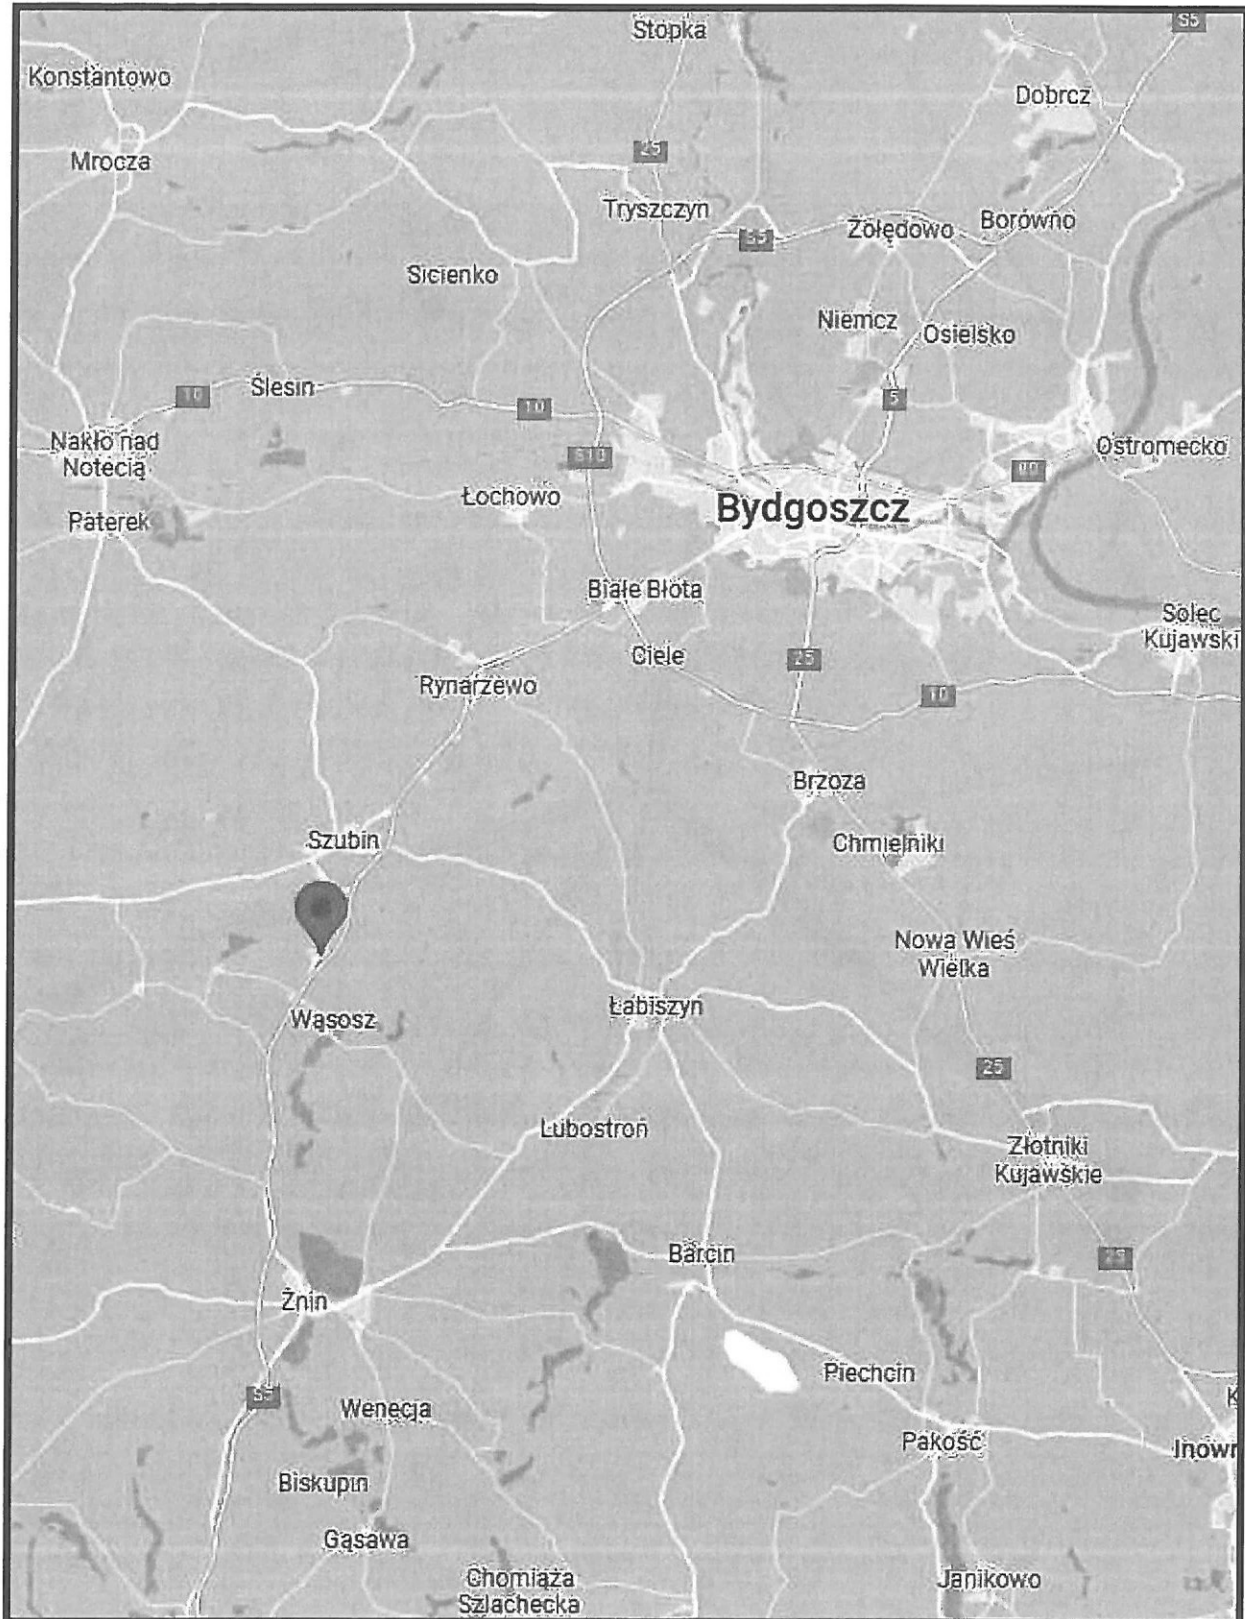 S5
Stopka
Konstantowo
Dobrcz
25
Mrocza
Tryszczyn
Borówno
Żołędowo
S5
Sicienko
Niemcz
Osielsko
Ślesin
10
10
5
Nakło nad
Notecią
Ostromecko
S10
80
Łochowo
Bydgoszcz
Paterek
Białe Błota
Solec
Kujawski
Ciele
25
Rynarzewo
10
Brzoza
Szubin
Chmielniki
Nowa Wieś
Wielka
Łabiszyn
Wąsosz
25
Lubostroń
Złotniki
Kujawskie
Barcin
25
Żnin
Piechcin
S5
Wenecja
K
Pakość
Inowr
Biskupin
Gąsawa
Chomiąża
Szlachecka
Janikowo